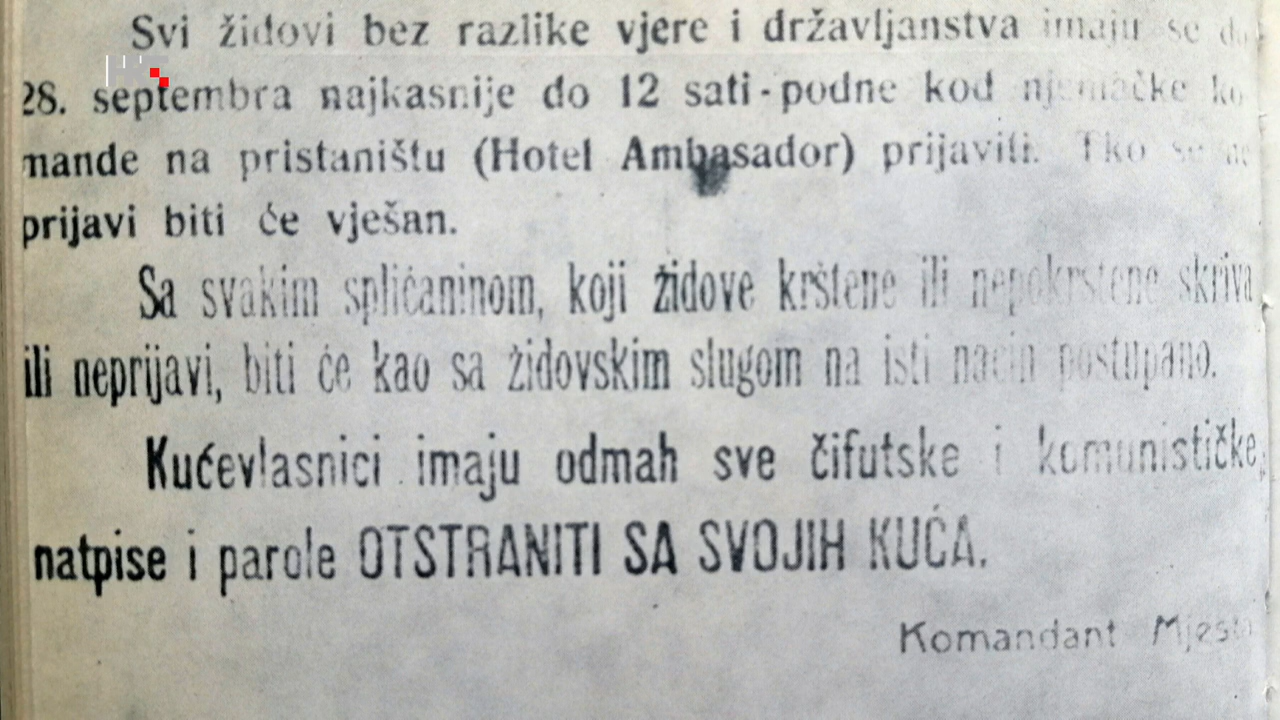 Svi židovi bez razlike vjere i državljanstva imaju se do
28. septembra najkasnije do 12 sati-podne kod njemačke ko
mande na pristaništu (Hotel Ambasador) prijaviti. Tko se ne
prijavi biti će vješan.
Sa svakim splićaninom, koji židove krštene ili nepokrštene skriva
ili neprijavi, biti će kao sa židovskim slugom na isti način postupano.
Kućevlasnici imaju odmah sve čifutske i komunističke
natpise i parole OTSTRANITI SA SVOJIH KUĆA.
Komandant Mjesta